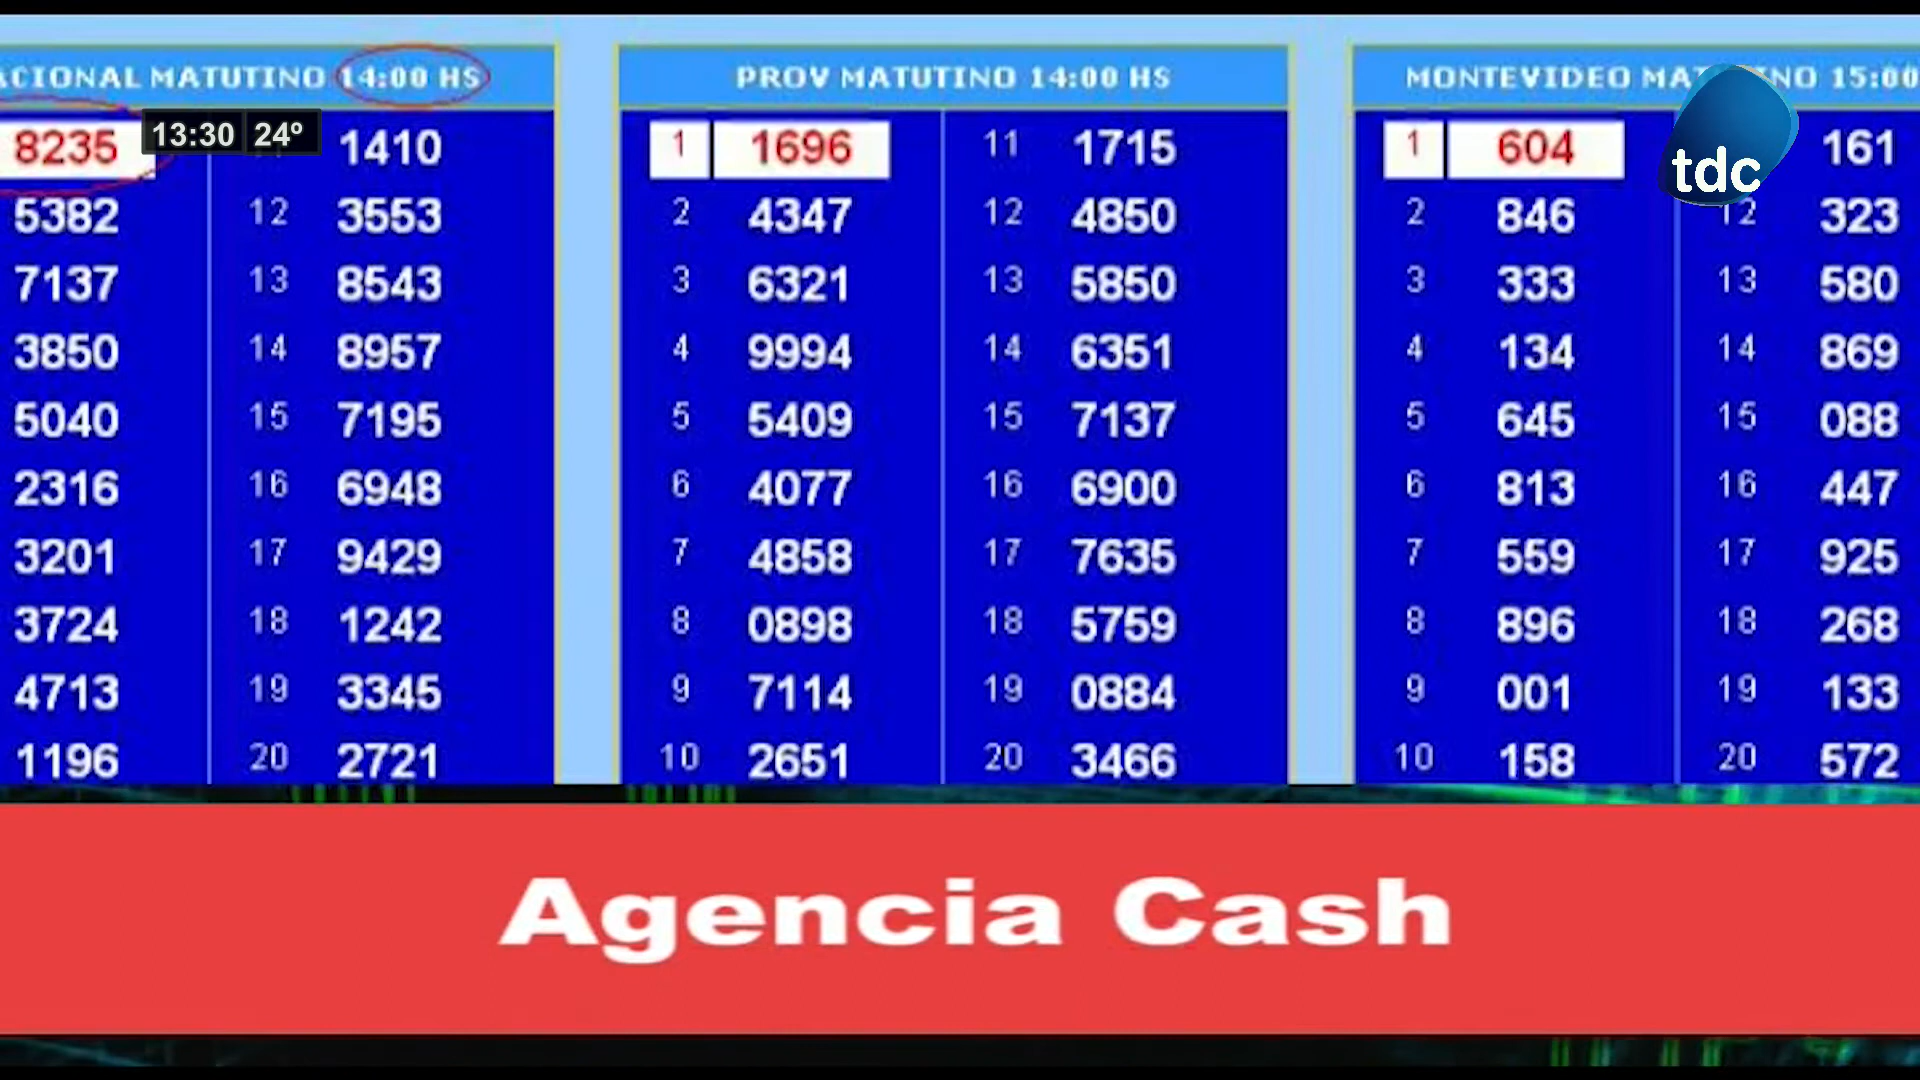 ACIONAL MATUTINO 14:00 HS PROV MATUTINO 14:00 HS MONTEVIDEO 15:00
8235 13:30 24º 1410 1 1696 11 1715 1 604 161
tdc
5382 12 3553 2 4347 12 4850 2 846 12 323
7137 13 8543 3 6321 13 5850 3 333 13 580
3850 14 8957 4 9994 14 6351 4 134 14 869
5040 15 7195 5 5409 15 7137 5 645 15 088
2316 16 6948 6 4077 16 6900 6 813 16 447
3201 17 9429 7 4858 17 7635 7 559 17 925
3724 18 1242 8 0898 18 5759 8 896 18 268
4713 19 3345 9 7114 19 0884 9 001 19 133
1196 20 2721 10 2651 20 3466 10 158 20 572
Agencia Cash